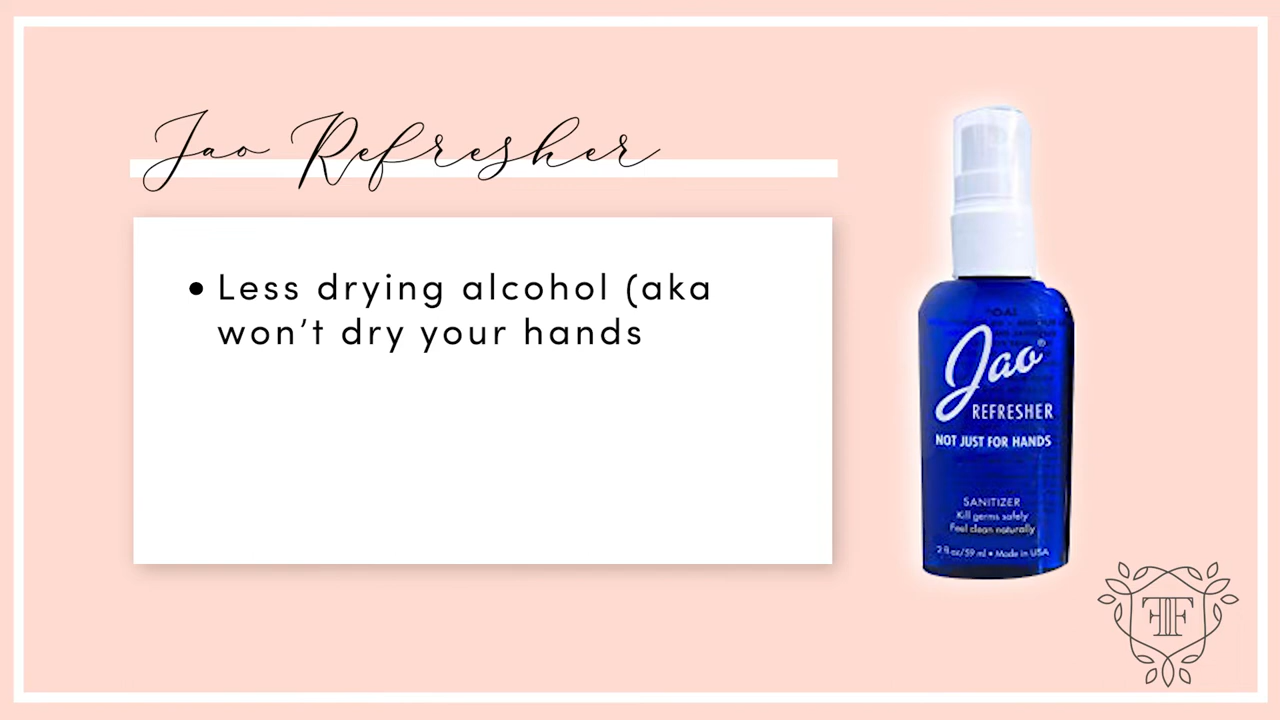 Jao Refresher
• Less drying alcohol (aka
won’t dry your hands
Jao®
REFRESHER
NOT JUST FOR HANDS
SANITIZER
Kill germs safely
Feel clean naturally
2 fl oz/59 ml • Made in USA